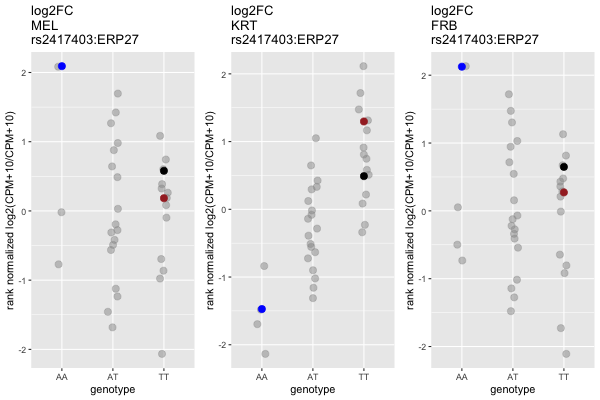 log2FC
MEL
rs2417403:ERP27
rank normalized log2(CPM+10/CPM+10)
2
1
0
-1
-2
AA
AT
TT
genotype
log2FC
KRT
rs2417403:ERP27
rank normalized log2(CPM+10/CPM+10)
2
1
0
-1
-2
AA
AT
TT
genotype
log2FC
FRB
rs2417403:ERP27
rank normalized log2(CPM+10/CPM+10)
2
1
0
-1
-2
AA
AT
TT
genotype